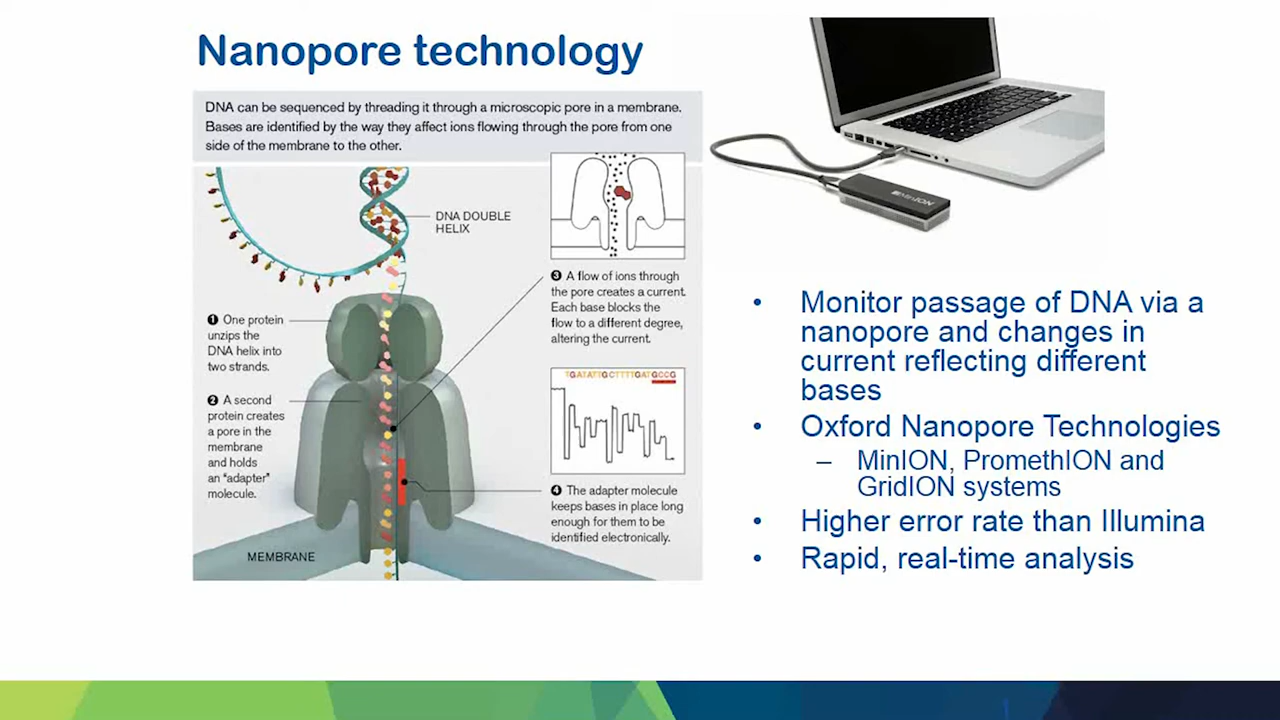 Nanopore technology
DNA can be sequenced by threading it through a microscopic pore in a membrane.
Bases are identified by the way they affect ions flowing through the pore from one
side of the membrane to the other.
DNA DOUBLE
HELIX
1 One protein
unzips the
DNA helix into
two strands.
2 A second
protein creates
a pore in the
membrane
and holds
an "adapter"
molecule.
MEMBRANE
3 A flow of ions through
the pore creates a current.
Each base blocks the
flow to a different degree,
altering the current.
TGATATTGCTTTTGATGCCG
4 The adapter molecule
keeps bases in place long
enough for them to be
identified electronically.
MinION
• Monitor passage of DNA via a
nanopore and changes in
current reflecting different
bases
• Oxford Nanopore Technologies
– MinION, PromethION and
GridION systems
• Higher error rate than Illumina
• Rapid, real-time analysis